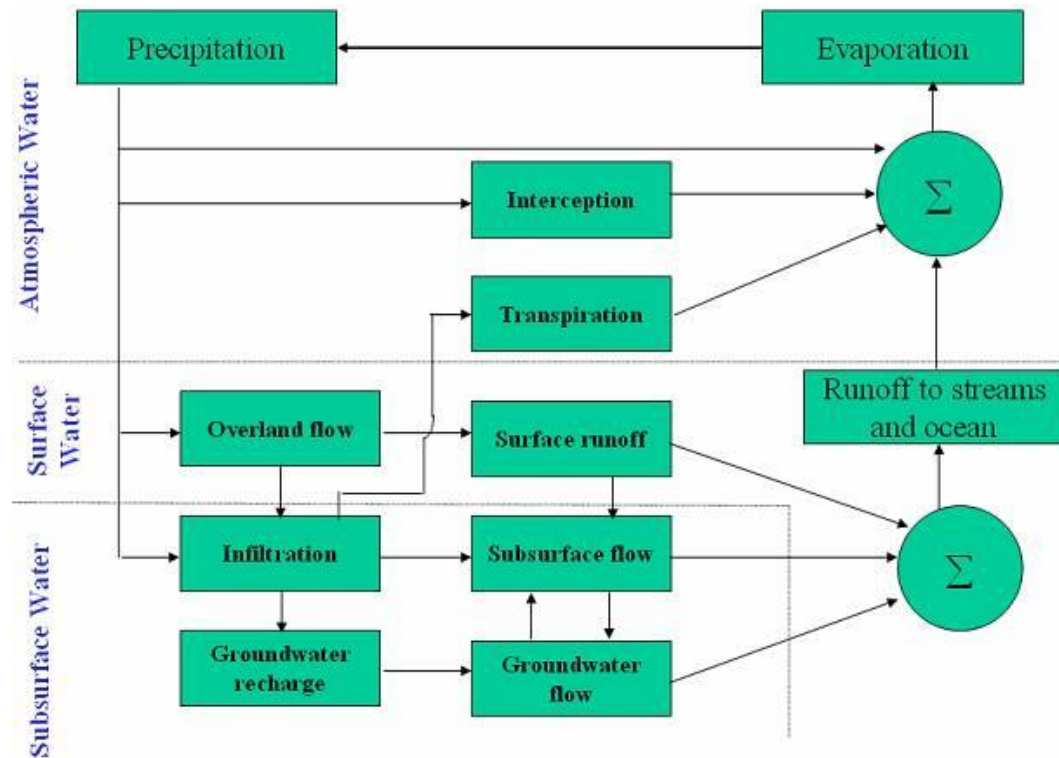 Precipitation
Evaporation
Atmospheric Water
Σ
Interception
Transpiration
Surface
Water
Runoff to streams
and ocean
Overland flow
Surface runoff
Subsurface Water
Infiltration
Subsurface flow
Σ
Groundwater
recharge
Groundwater
flow